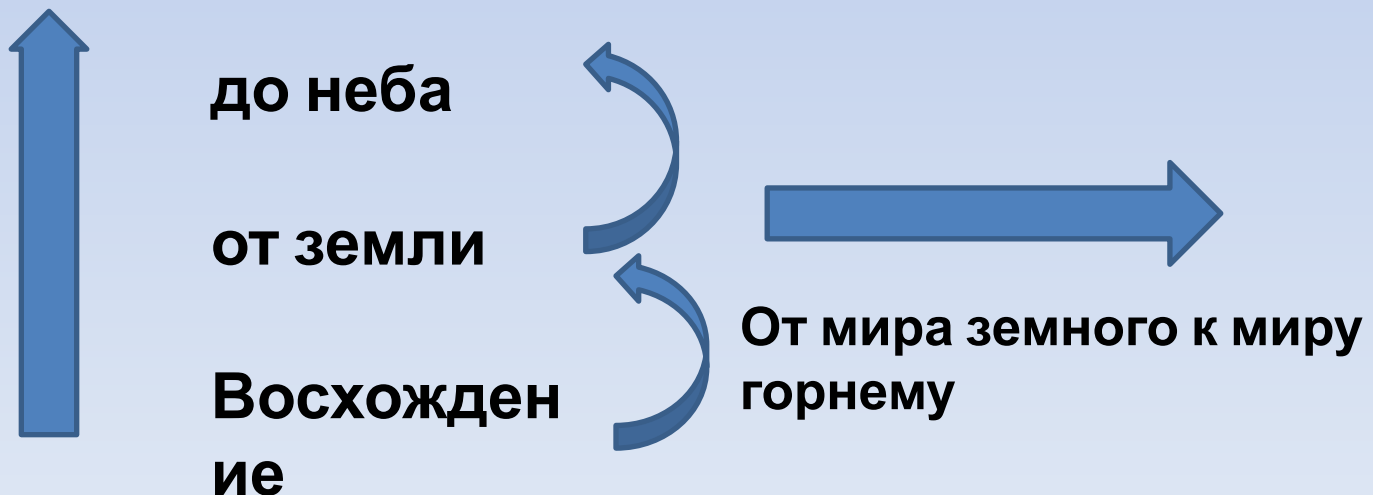 до неба
от земли
Восхожден
ие
От мира земного к миру
горнему